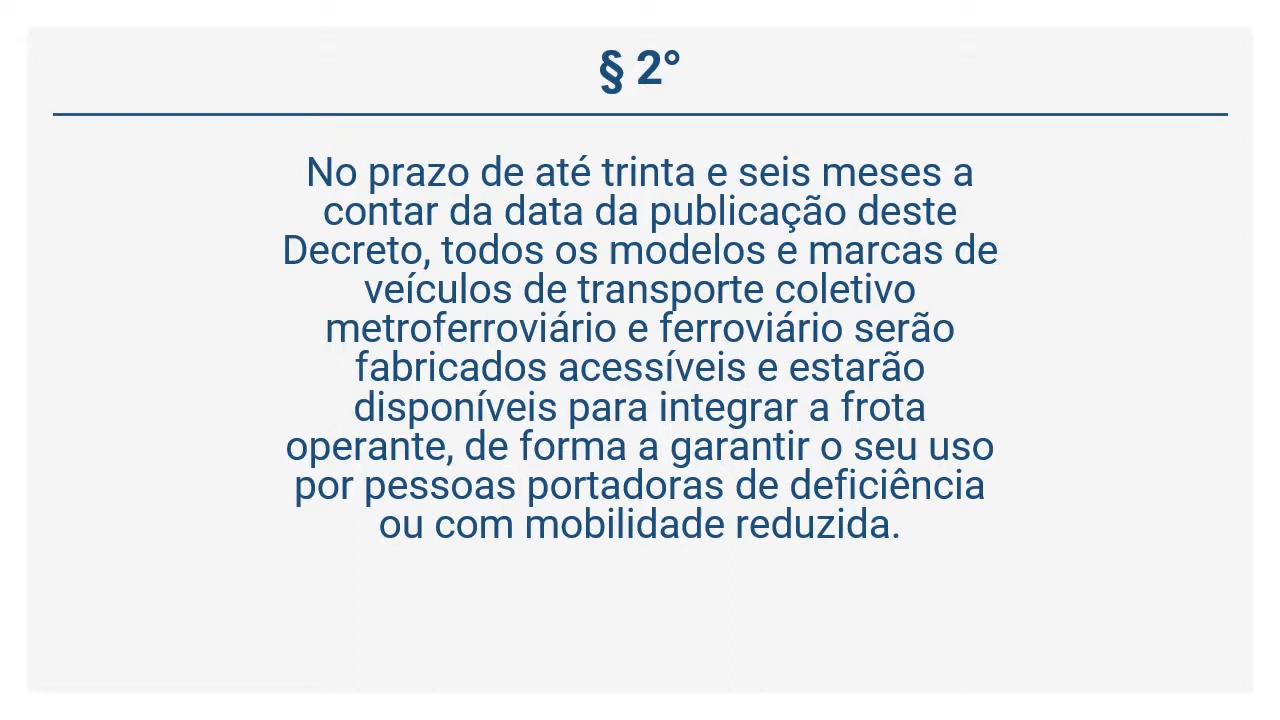 § 2°
No prazo de até trinta e seis meses a
contar da data da publicação deste
Decreto, todos os modelos e marcas de
veículos de transporte coletivo
metroferroviário e ferroviário serão
fabricados acessíveis e estarão
disponíveis para integrar a frota
operante, de forma a garantir o seu uso
por pessoas portadoras de deficiência
ou com mobilidade reduzida.